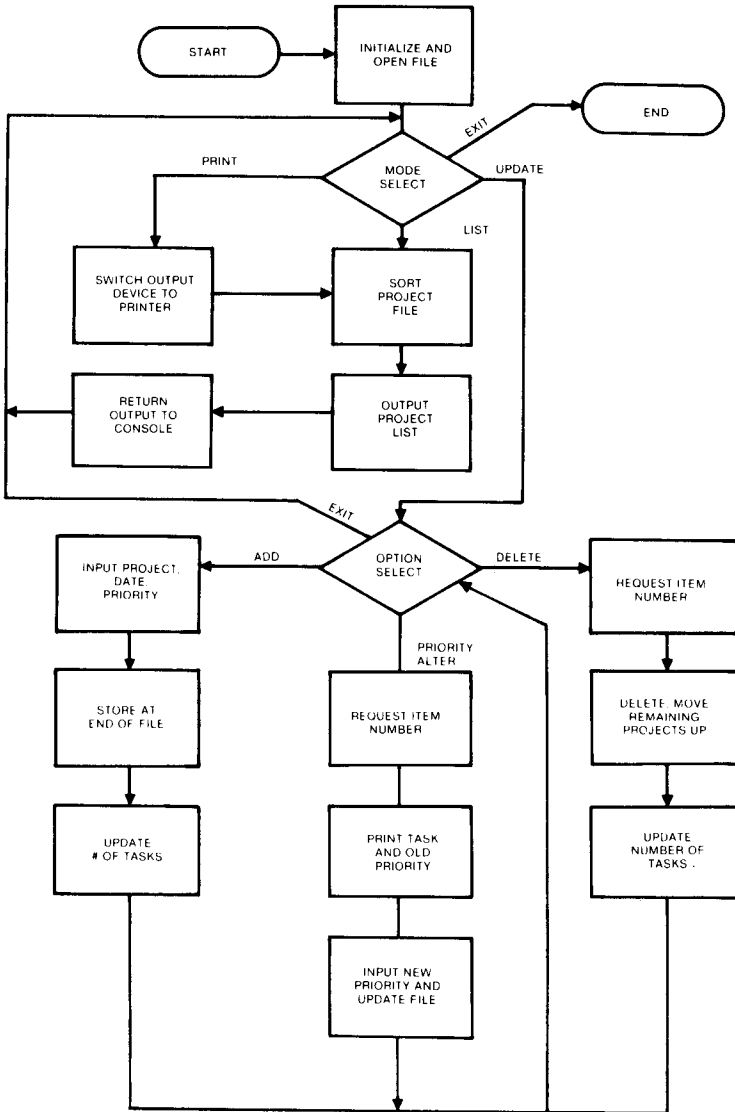 START
INITIALIZE AND
OPEN FILE
END
EXIT
PRINT
MODE
SELECT
UPDATE
LIST
SWITCH OUTPUT
DEVICE TO
PRINTER
SORT
PROJECT
FILE
RETURN
OUTPUT TO
CONSOLE
OUTPUT
PROJECT
LIST
EXIT
ADD
OPTION
SELECT
DELETE
INPUT PROJECT,
DATE,
PRIORITY
REQUEST ITEM
NUMBER
PRIORITY
ALTER
STORE AT
END OF FILE
REQUEST ITEM
NUMBER
DELETE, MOVE
REMAINING
PROJECTS UP
UPDATE
# OF TASKS
PRINT TASK
AND OLD
PRIORITY
UPDATE
NUMBER OF
TASKS .
INPUT NEW
PRIORITY AND
UPDATE FILE